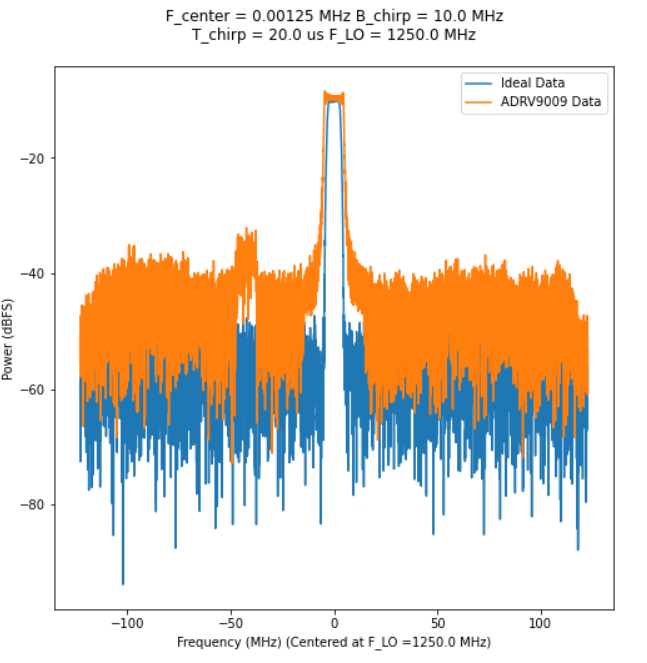 F_center = 0.00125 MHz B_chirp = 10.0 MHz
T_chirp = 20.0 us F_LO = 1250.0 MHz
Ideal Data
ADRV9009 Data
−20
−40
−60
−80
Power (dBFS)
−100
−50
0
50
100
Frequency (MHz) (Centered at F_LO =1250.0 MHz)